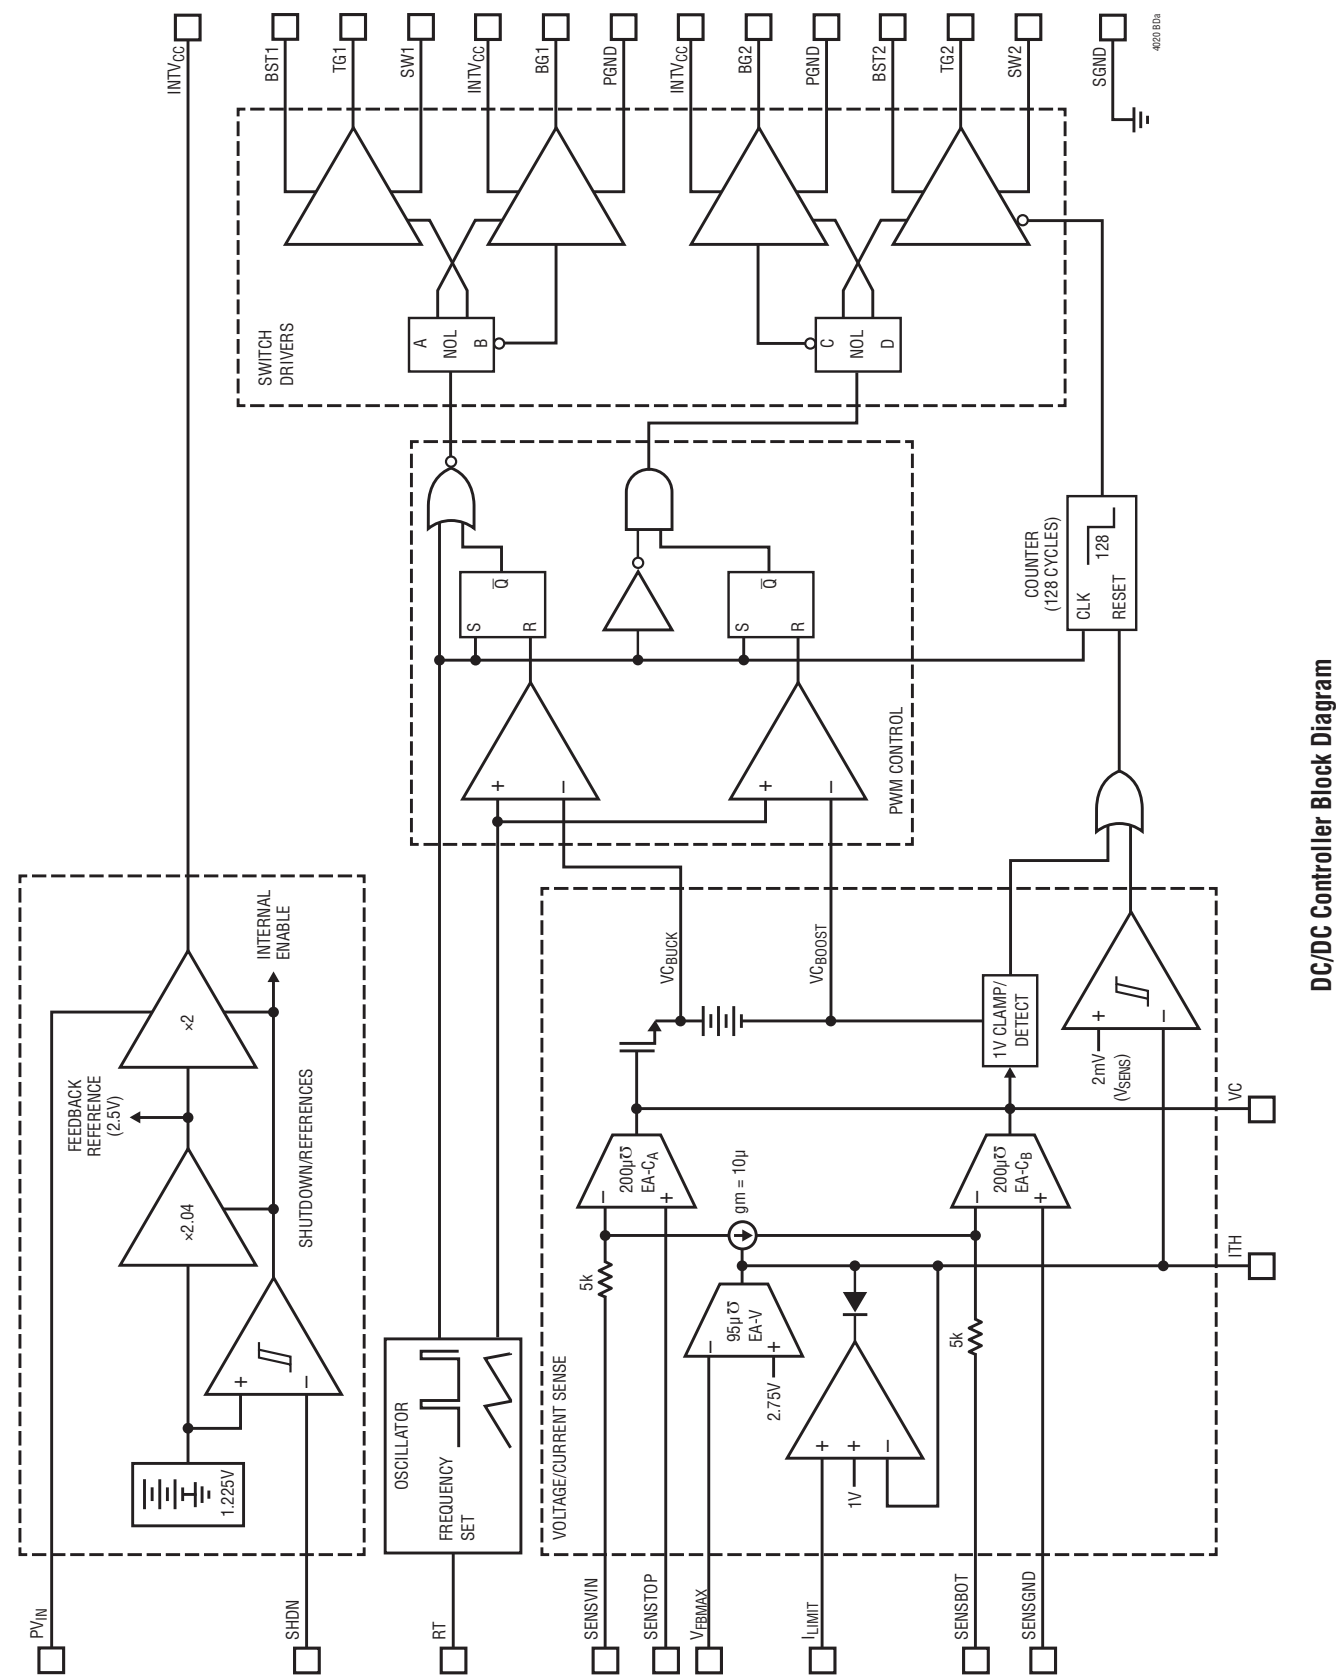 PVIN
SHDN
RT
SENSVIN
SENSTOP
VFBMAX
ILIMIT
SENSBOT
SENSGND
1.225V
+
–
×2.04
FEEDBACK
REFERENCE
(2.5V)
×2
INTERNAL
ENABLE
SHUTDOWN/REFERENCES
OSCILLATOR
FREQUENCY
SET
VOLTAGE/CURRENT SENSE
5k
–
+
200µ℧
EA-CA
gm = 10µ
–
+
95µ℧
EA-V
2.75V
+
+
–
1V
5k
–
+
200µ℧
EA-CB
1V CLAMP/
DETECT
2mV
(VSENS)
+
–
VCBUCK
VCBOOST
ITH
VC
PWM CONTROL
+
–
+
–
S
R
Q̅
S
R
Q̅
COUNTER
(128 CYCLES)
CLK
RESET
128
SWITCH
DRIVERS
A
NOL
B
C
NOL
D
INTVCC
BST1
TG1
SW1
INTVCC
BG1
PGND
INTVCC
BG2
PGND
BST2
TG2
SW2
SGND
4020 BDa
DC/DC Controller Block Diagram